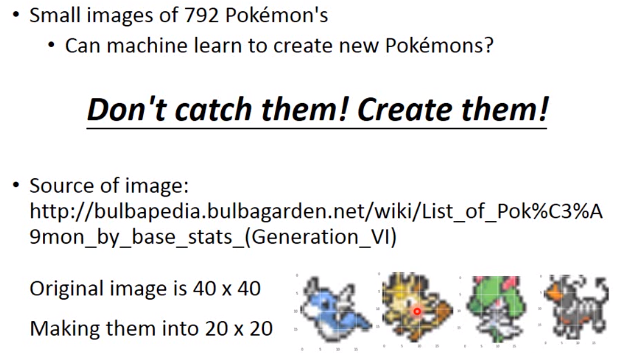 • Small images of 792 Pokémon's
• Can machine learn to create new Pokémons?
Don't catch them! Create them!
• Source of image:
http://bulbapedia.bulbagarden.net/wiki/List_of_Pok%C3%A
9mon_by_base_stats_(Generation_VI)
Original image is 40 x 40
Making them into 20 x 20